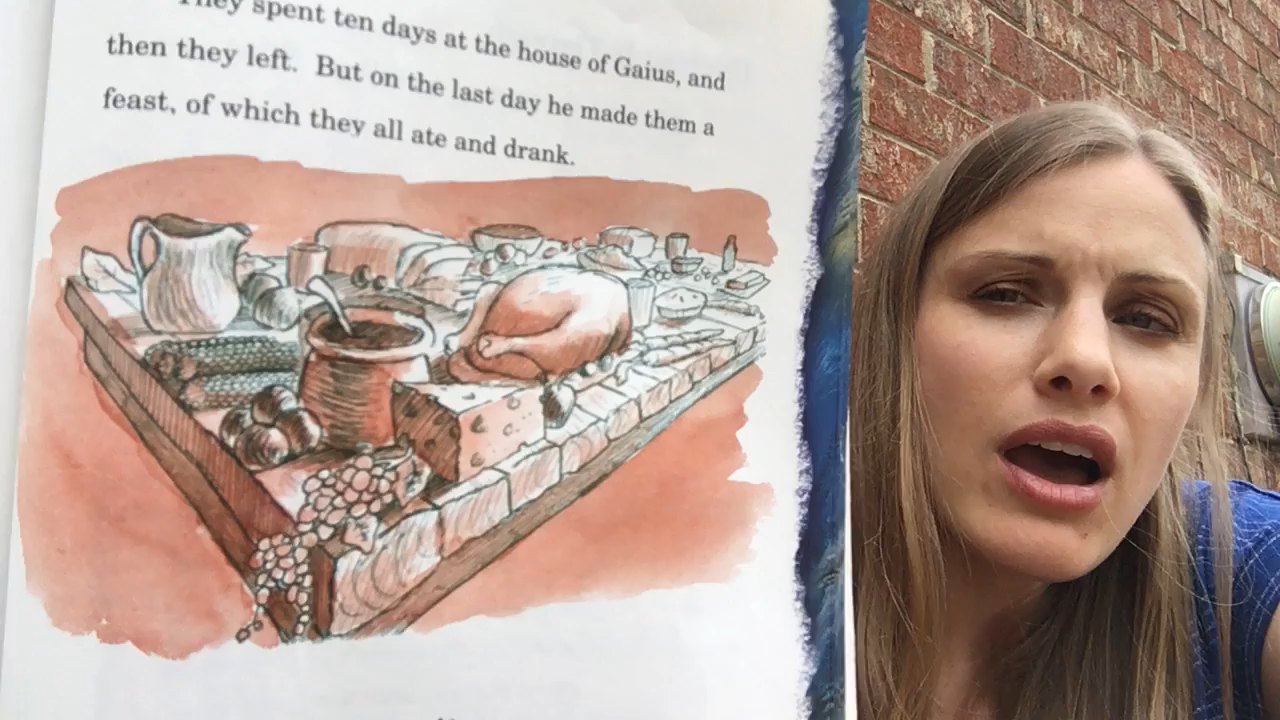 They spent ten days at the house of Gaius, and
then they left. But on the last day he made them a
feast, of which they all ate and drank.